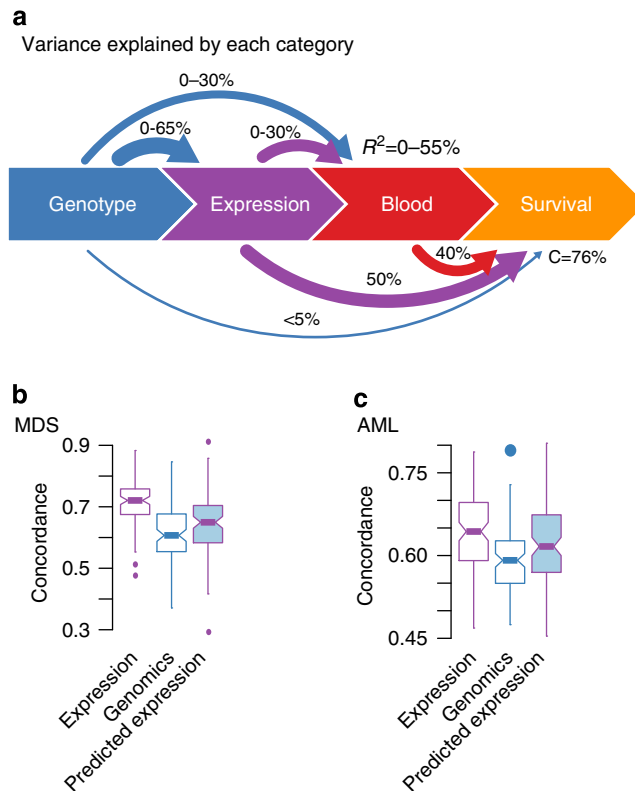 a
Variance explained by each category
0–30%
0-65%
0-30%
R²=0–55%
Genotype
Expression
Blood
Survival
40%
C=76%
50%
<5%
b
MDS
0.9
0.7
0.5
0.3
Concordance
Expression
Genomics
Predicted expression
c
AML
0.75
0.60
0.45
Concordance
Expression
Genomics
Predicted expression